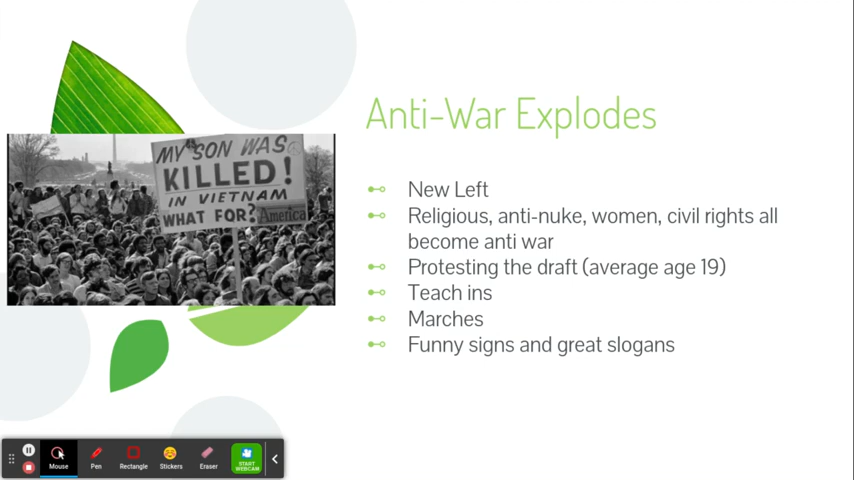 Anti-War Explodes
MY SON WAS
KILLED!
IN VIETNAM
WHAT FOR?
America
New Left
Religious, anti-nuke, women, civil rights all
become anti war
Protesting the draft (average age 19)
Teach ins
Marches
Funny signs and great slogans
Mouse
Pen
Rectangle
Stickers
Eraser
START
WEBCAM